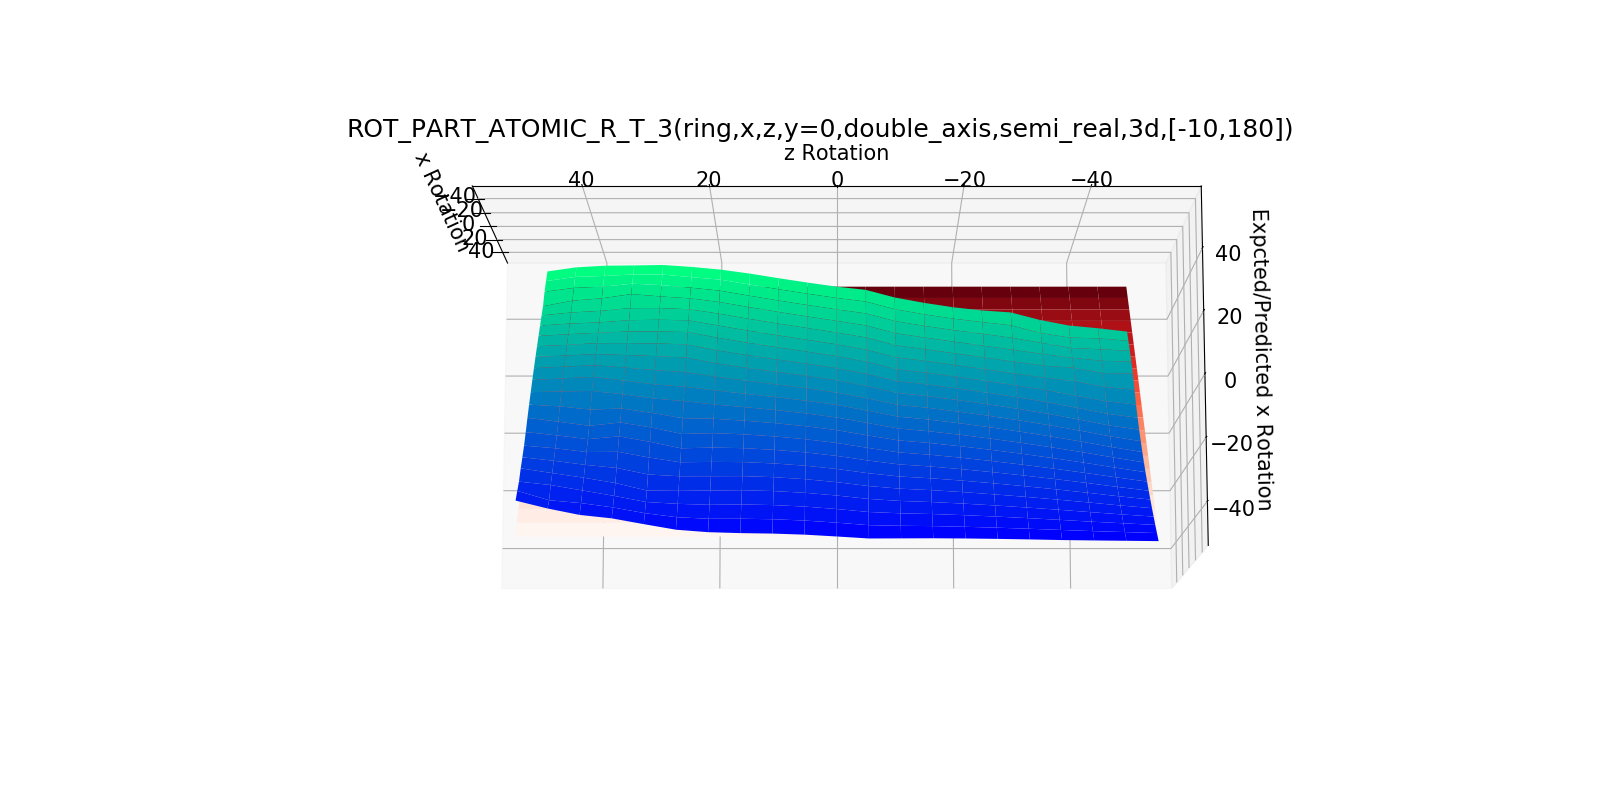 ROT_PART_ATOMIC_R_T_3(ring,x,z,y=0,double_axis,semi_real,3d,[-10,180])
z Rotation
40 20 0 −20 −40
x Rotation
−40
−20
0
20
40
40
20
0
−20
−40
Expcted/Predicted x Rotation